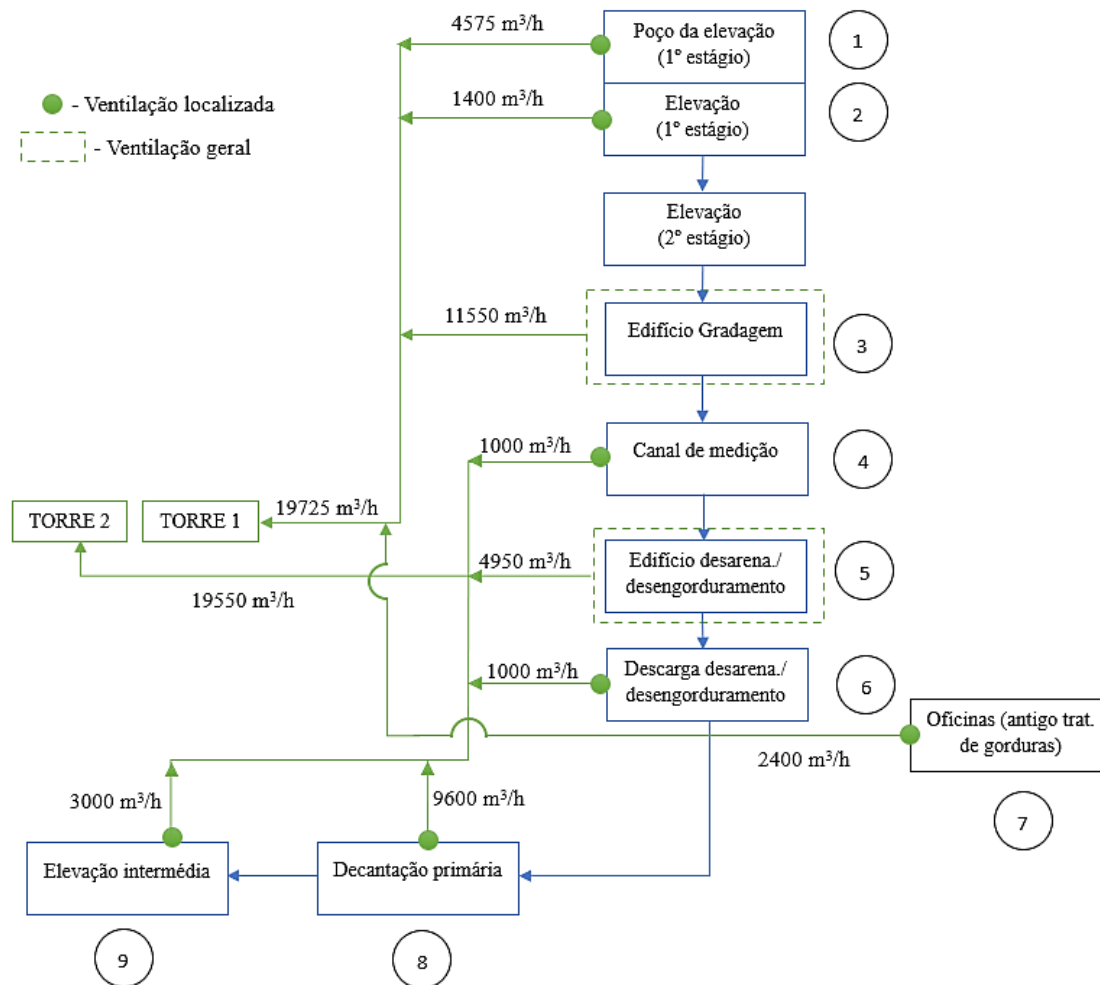 4575 m³/h
Poço da elevação
(1º estágio)
1
- Ventilação localizada
1400 m³/h
Elevação
(1º estágio)
2
- Ventilação geral
Elevação
(2º estágio)
11550 m³/h
Edifício Gradagem
3
1000 m³/h
Canal de medição
4
TORRE 2
TORRE 1
19725 m³/h
4950 m³/h
Edifício desarena./
desengorduramento
5
19550 m³/h
1000 m³/h
Descarga desarena./
desengorduramento
6
Oficinas (antigo trat.
de gorduras)
2400 m³/h
7
3000 m³/h
9600 m³/h
Elevação intermédia
Decantação primária
9
8